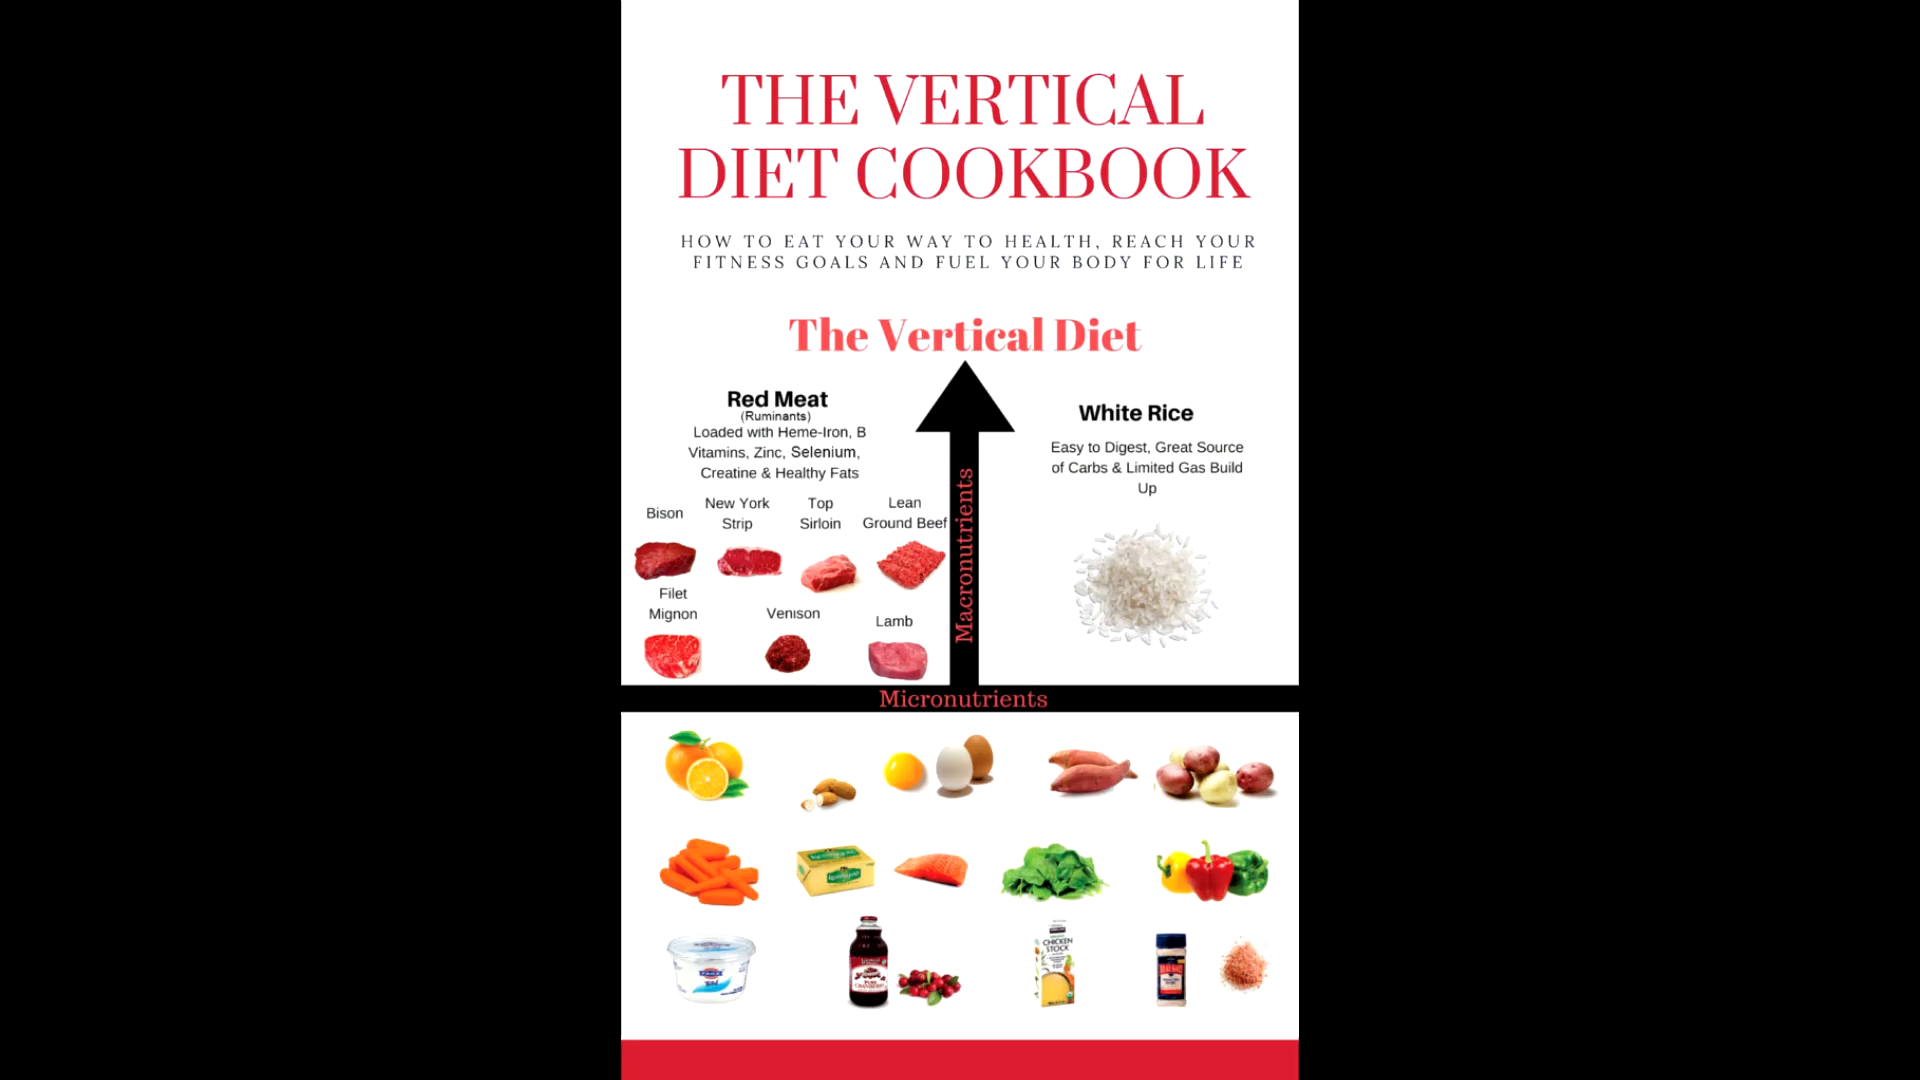 THE VERTICAL
DIET COOKBOOK
HOW TO EAT YOUR WAY TO HEALTH, REACH YOUR
FITNESS GOALS AND FUEL YOUR BODY FOR LIFE
The Vertical Diet
Red Meat
(Ruminants)
Loaded with Heme-Iron, B
Vitamins, Zinc, Selenium,
Creatine & Healthy Fats
White Rice
Easy to Digest, Great Source
of Carbs & Limited Gas Build
Up
Bison
New York
Strip
Top
Sirloin
Lean
Ground Beef
Filet
Mignon
Venison
Lamb
Macronutrients
Micronutrients
CHICKEN
STOCK